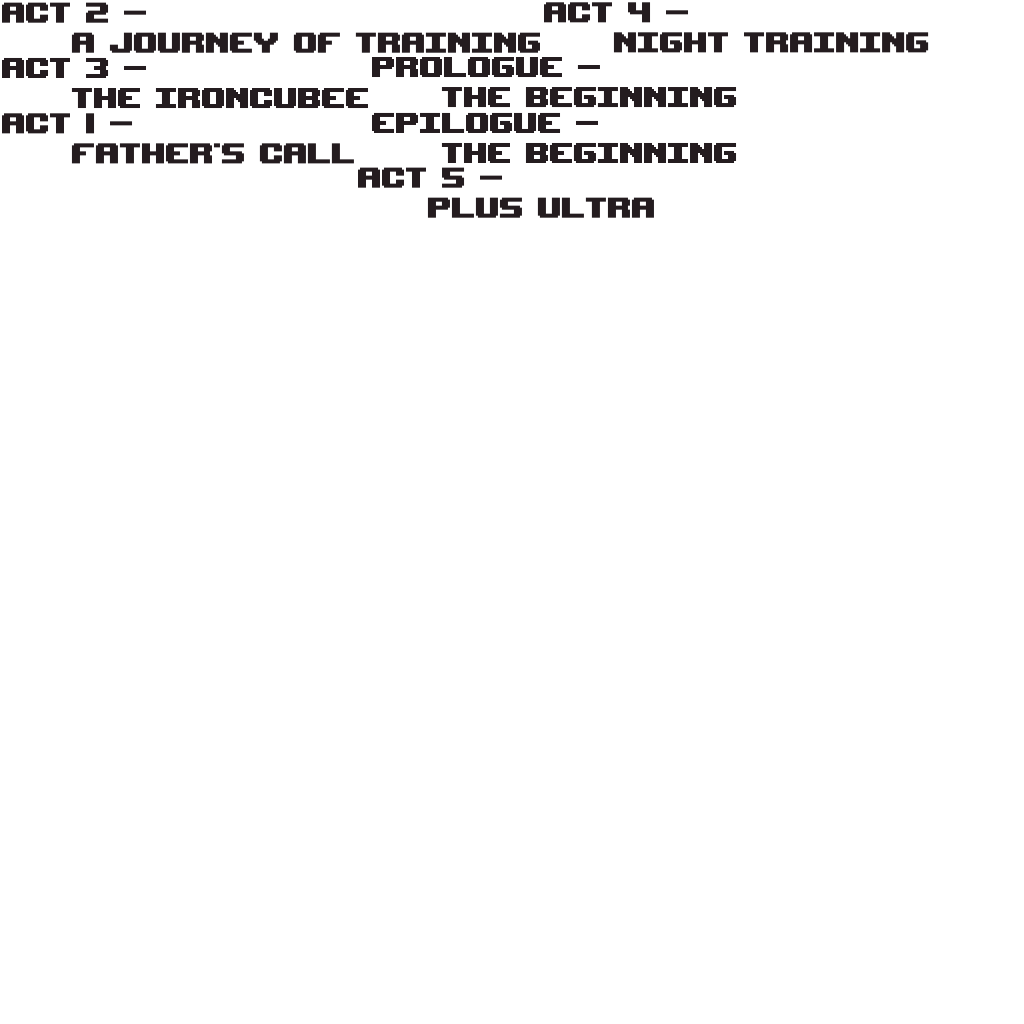 ACT 2 -
A JOURNEY OF TRAINING
ACT 4 -
NIGHT TRAINING
ACT 3 -
THE IRONCUBEE
PROLOGUE -
THE BEGINNING
ACT 1 -
FATHER'S CALL
EPILOGUE -
THE BEGINNING
ACT 5 -
PLUS ULTRA